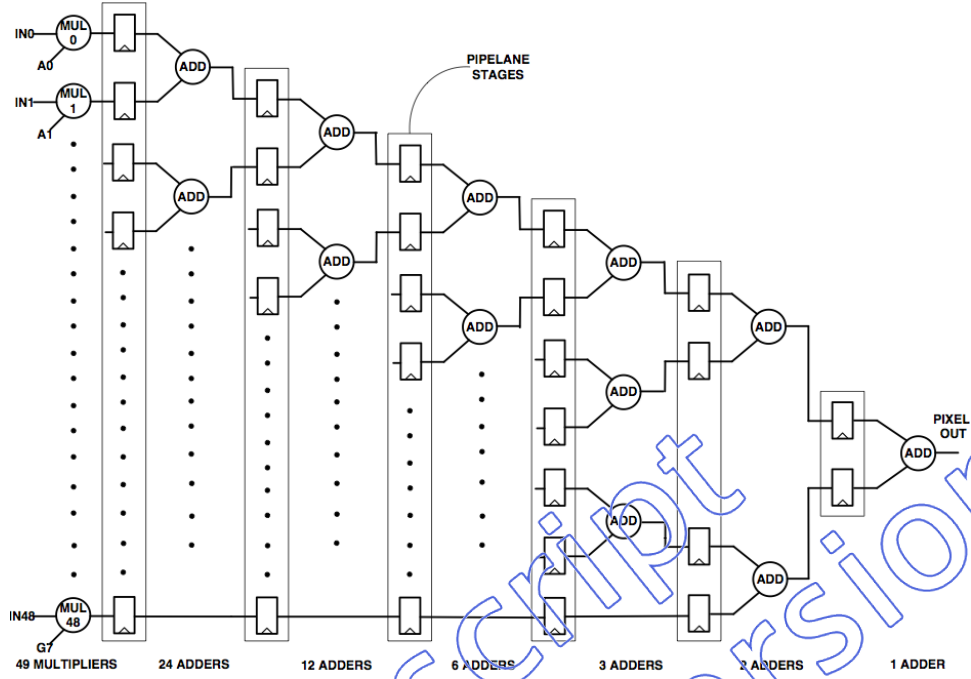 IN0
MUL
0
A0
ADD
IN1
MUL
1
A1
ADD
ADD
ADD
PIPELANE
STAGES
ADD
ADD
ADD
ADD
ADD
ADD
ADD
ADD
PIXEL
OUT
IN48
MUL
48
G7
49 MULTIPLIERS
24 ADDERS
12 ADDERS
6 ADDERS
3 ADDERS
2 ADDERS
1 ADDER
cript
ersion